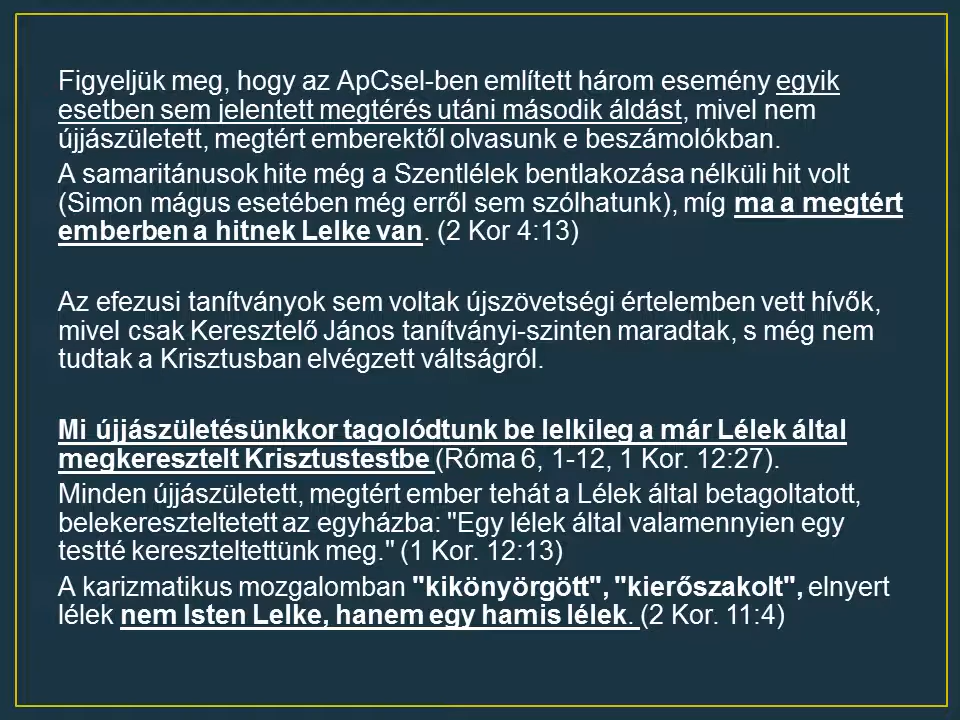 Figyeljük meg, hogy az ApCsel-ben említett három esemény egyik
esetben sem jelentett megtérés utáni második áldást, mivel nem
újjászületett, megtért emberektől olvasunk e beszámolókban.
A samaritánusok hite még a Szentlélek bentlakozása nélküli hit volt
(Simon mágus esetében még erről sem szólhatunk), míg ma a megtért
emberben a hitnek Lelke van. (2 Kor 4:13)
Az efezusi tanítványok sem voltak újszövetségi értelemben vett hívők,
mivel csak Keresztelő János tanítványi-szinten maradtak, s még nem
tudtak a Krisztusban elvégzett váltságról.
Mi újjászületésünkkor tagolódtunk be lelkileg a már Lélek által
megkeresztelt Krisztustestbe (Róma 6, 1-12, 1 Kor. 12:27).
Minden újjászületett, megtért ember tehát a Lélek által betagoltatott,
belekereszteltetett az egyházba: "Egy lélek által valamennyien egy
testté kereszteltettünk meg." (1 Kor. 12:13)
A karizmatikus mozgalomban "kikönyörgött", "kierőszakolt", elnyert
lélek nem Isten Lelke, hanem egy hamis lélek. (2 Kor. 11:4)